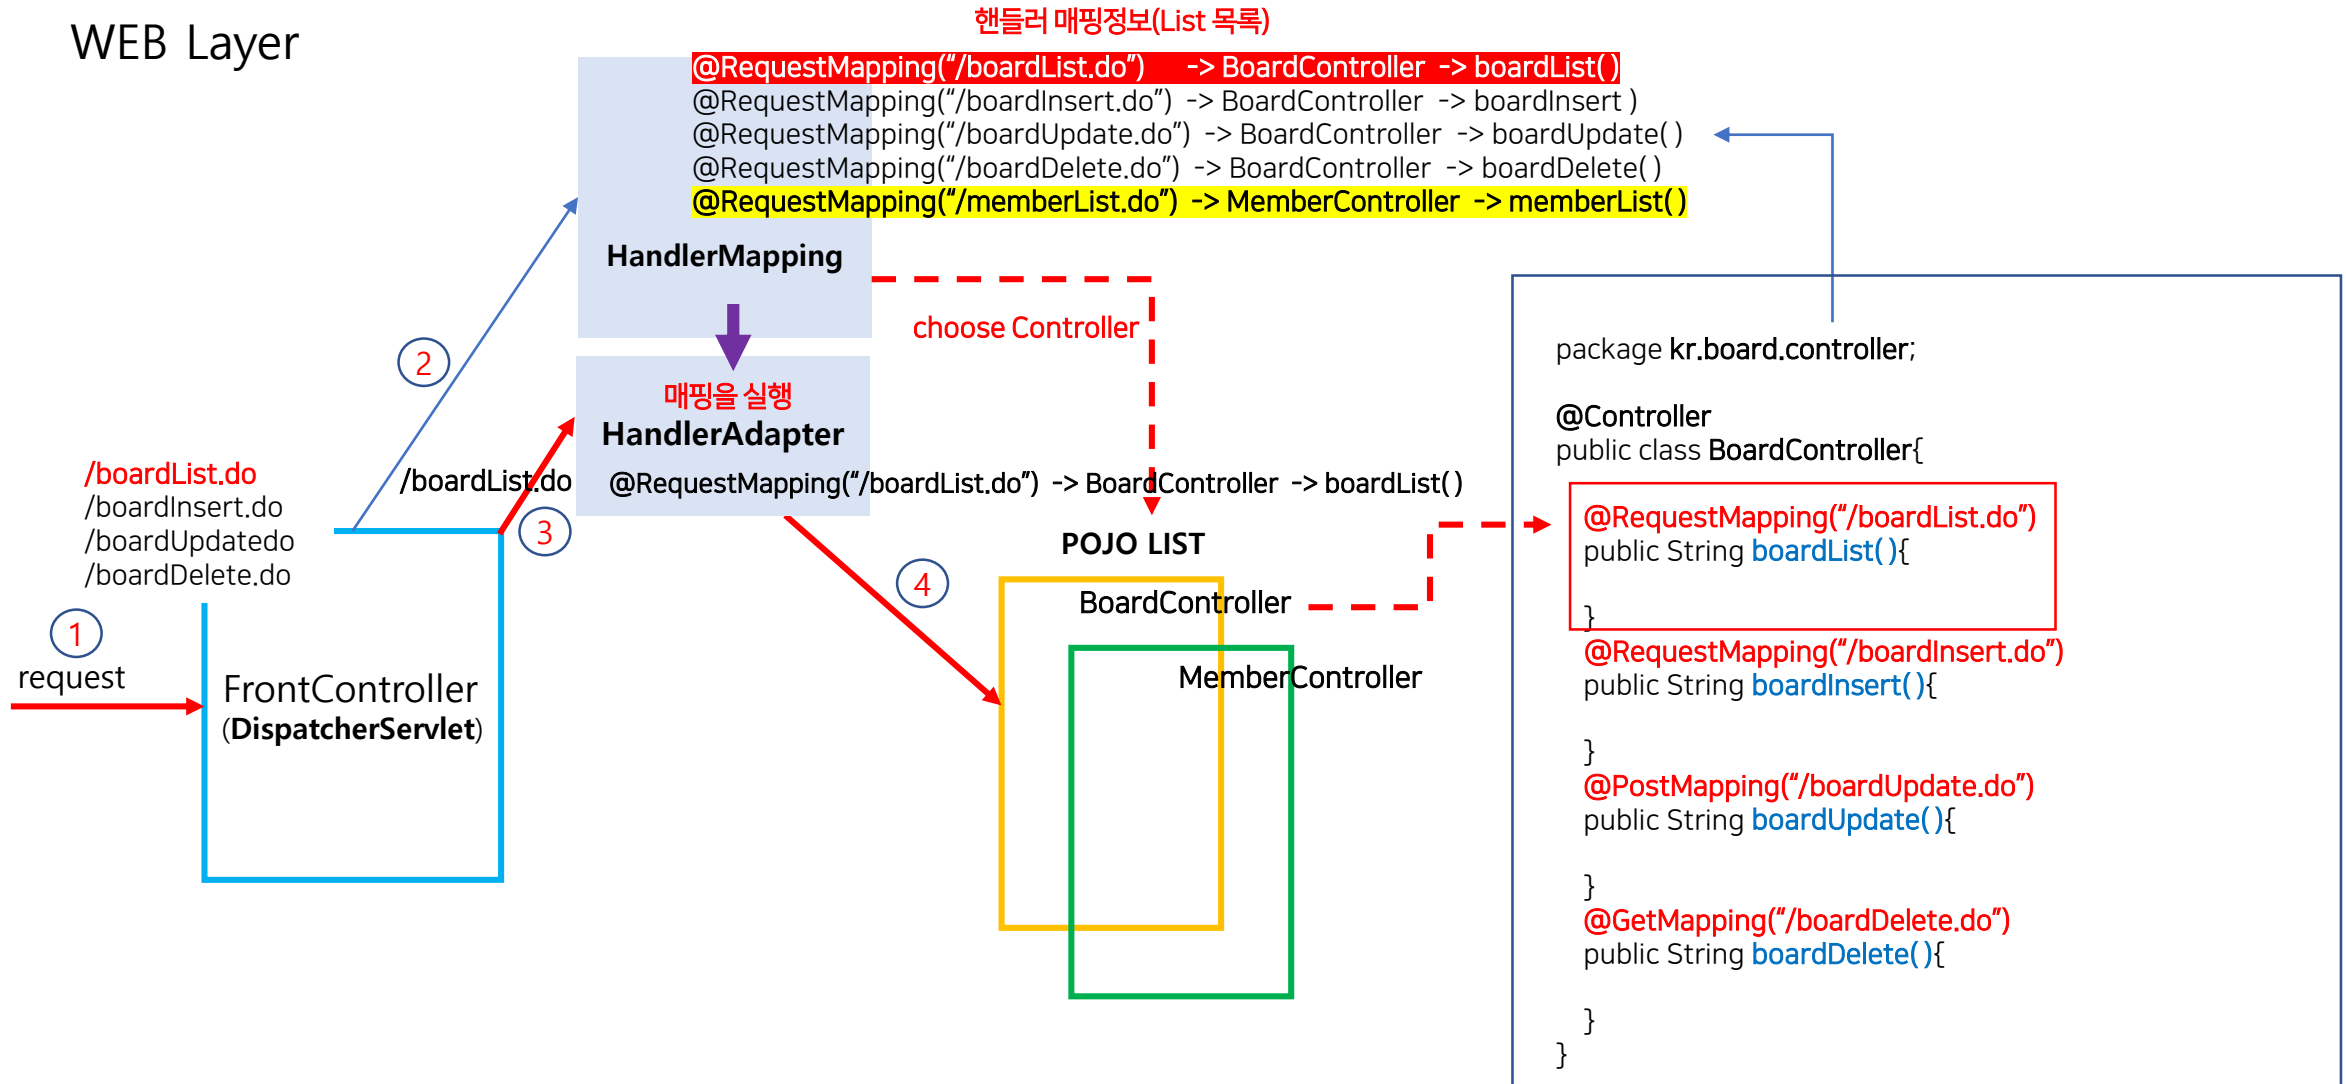 WEB Layer
핸들러 매핑정보(List 목록)
@RequestMapping("/boardList.do") -> BoardController -> boardList( )
@RequestMapping("/boardInsert.do") -> BoardController -> boardInsert )
@RequestMapping("/boardUpdate.do") -> BoardController -> boardUpdate( )
@RequestMapping("/boardDelete.do") -> BoardController -> boardDelete( )
@RequestMapping("/memberList.do") -> MemberController -> memberList( )
HandlerMapping
choose Controller
2
매핑을 실행
HandlerAdapter
/boardList.do
@RequestMapping("/boardList.do") -> BoardController -> boardList( )
3
/boardList.do
/boardInsert.do
/boardUpdatedo
/boardDelete.do
1
request
FrontController
(DispatcherServlet)
4
POJO LIST
BoardController
MemberController
package kr.board.controller;
@Controller
public class BoardController{
@RequestMapping("/boardList.do")
public String boardList( ){
}
@RequestMapping("/boardInsert.do")
public String boardInsert( ){
}
@PostMapping("/boardUpdate.do")
public String boardUpdate( ){
}
@GetMapping("/boardDelete.do")
public String boardDelete( ){
}
}